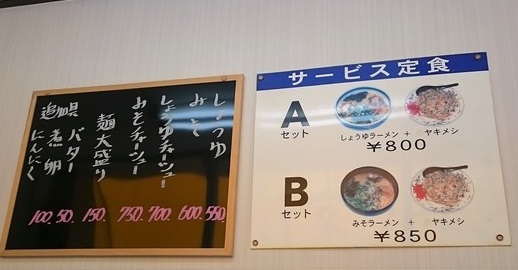 しょうゆ
みそ
しょうゆチャーシュー
みそチャーシュー
麺大盛り
追加具 バター
煮卵
にんにく
100. 50. 150. 750. 700. 600. 550.
サービス定食
A
セット
しょうゆラーメン + ヤキメシ
¥800
B
セット
みそラーメン + ヤキメシ
¥850